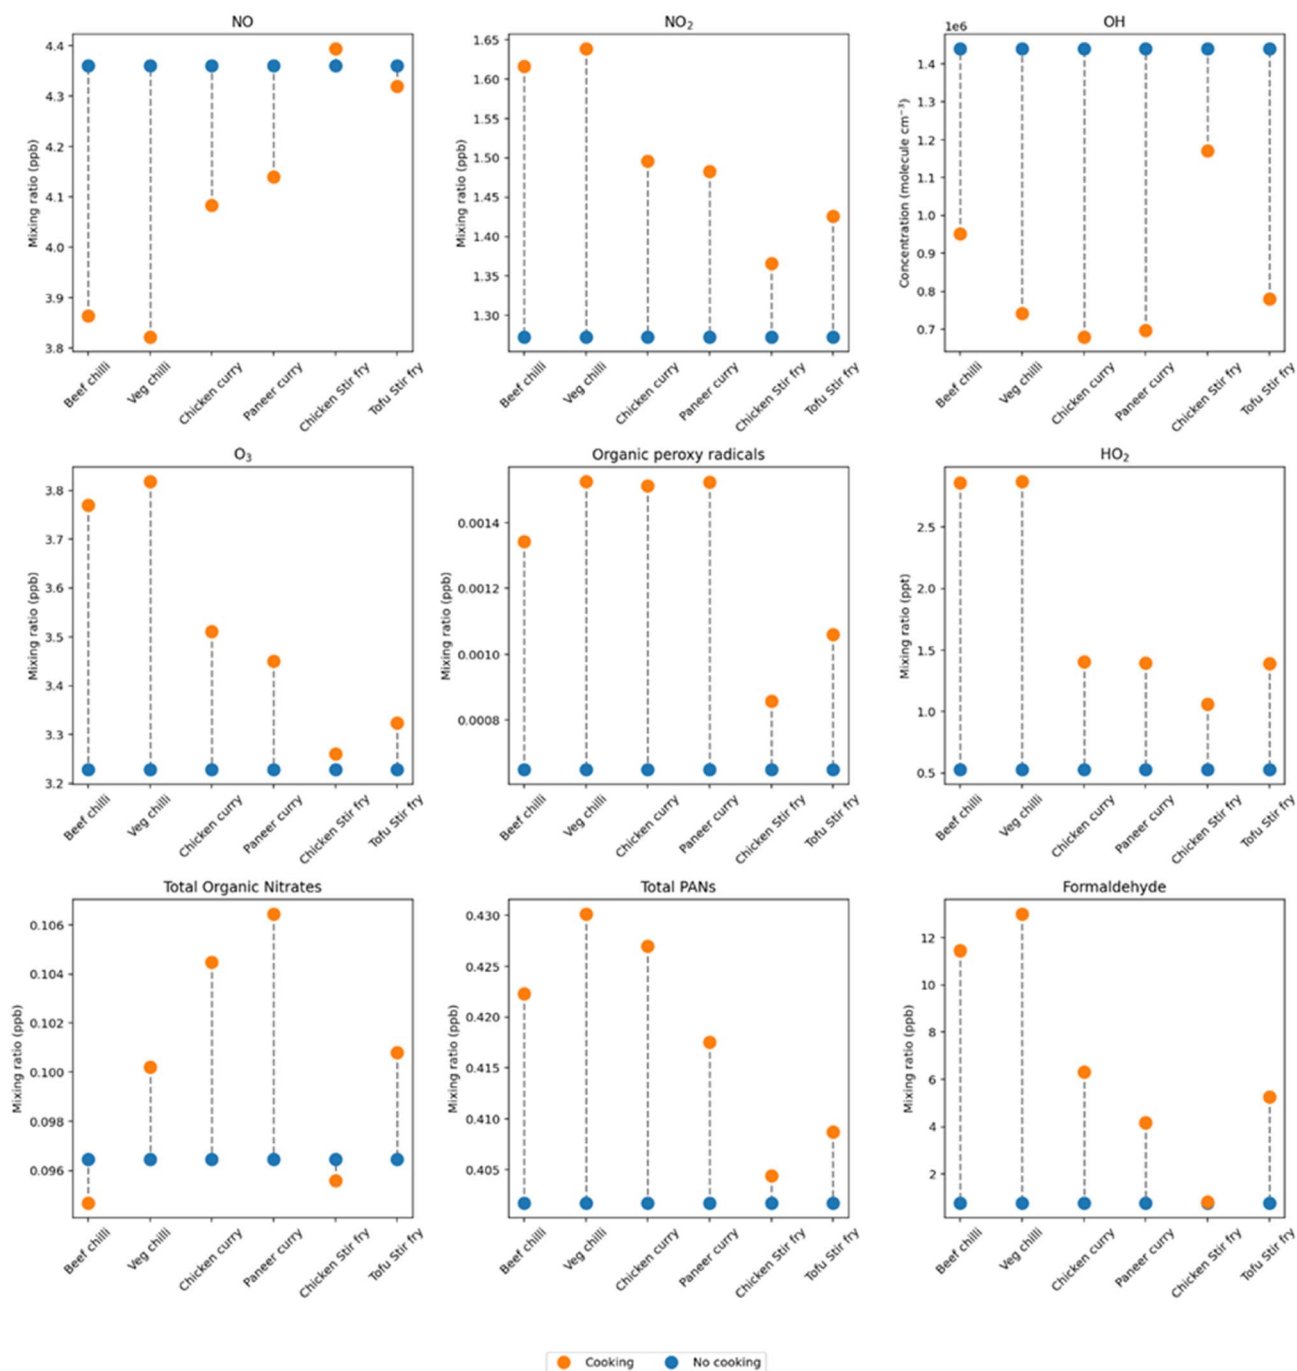 NO
4.4
4.3
4.2
4.1
4.0
3.9
3.8
Mixing ratio (ppb)
Beef chilli
Veg chilli
Chicken curry
Paneer curry
Chicken Stir fry
Tofu Stir fry
NO₂
1.65
1.60
1.55
1.50
1.45
1.40
1.35
1.30
Mixing ratio (ppb)
Beef chilli
Veg chilli
Chicken curry
Paneer curry
Chicken Stir fry
Tofu Stir fry
OH
1e6
1.4
1.3
1.2
1.1
1.0
0.9
0.8
0.7
Concentration (molecule cm⁻³)
Beef chilli
Veg chilli
Chicken curry
Paneer curry
Chicken Stir fry
Tofu Stir fry
O₃
3.8
3.7
3.6
3.5
3.4
3.3
3.2
Mixing ratio (ppb)
Beef chilli
Veg chilli
Chicken curry
Paneer curry
Chicken Stir fry
Tofu Stir fry
Organic peroxy radicals
0.0014
0.0012
0.0010
0.0008
Mixing ratio (ppb)
Beef chilli
Veg chilli
Chicken curry
Paneer curry
Chicken Stir fry
Tofu Stir fry
HO₂
2.5
2.0
1.5
1.0
0.5
Mixing ratio (ppt)
Beef chilli
Veg chilli
Chicken curry
Paneer curry
Chicken Stir fry
Tofu Stir fry
Total Organic Nitrates
0.106
0.104
0.102
0.100
0.098
0.096
Mixing ratio (ppb)
Beef chilli
Veg chilli
Chicken curry
Paneer curry
Chicken Stir fry
Tofu Stir fry
Total PANs
0.430
0.425
0.420
0.415
0.410
0.405
Mixing ratio (ppb)
Beef chilli
Veg chilli
Chicken curry
Paneer curry
Chicken Stir fry
Tofu Stir fry
Formaldehyde
12
10
8
6
4
2
Mixing ratio (ppb)
Beef chilli
Veg chilli
Chicken curry
Paneer curry
Chicken Stir fry
Tofu Stir fry
Cooking No cooking